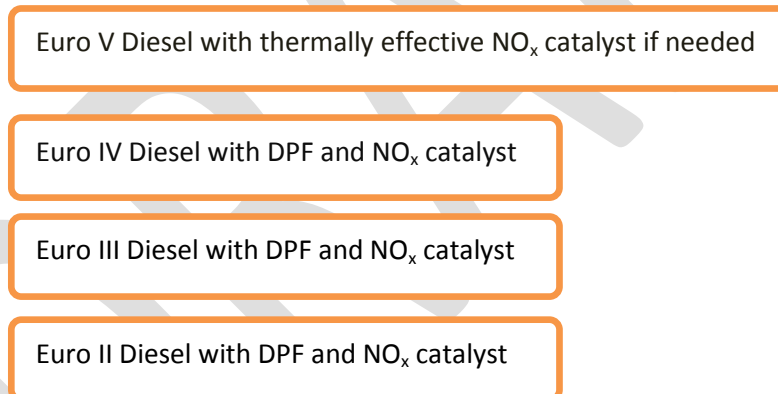 Euro V Diesel with thermally effective NOx catalyst if needed
Euro IV Diesel with DPF and NOx catalyst
Euro III Diesel with DPF and NOx catalyst
Euro II Diesel with DPF and NOx catalyst